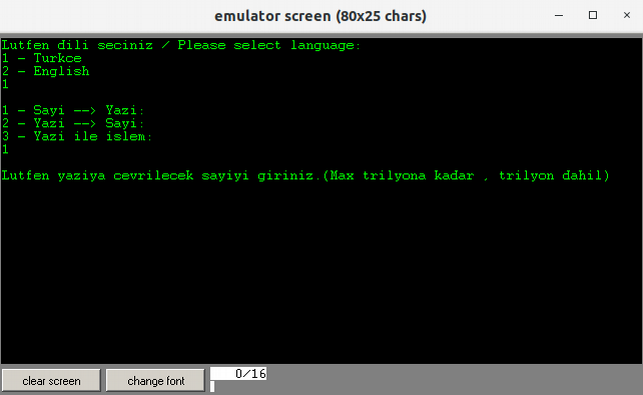 emulator screen (80x25 chars)
Lutfen dili seciniz / Please select language:
1 - Turkce
2 - English
1
1 - Sayi --> Yazi:
2 - Yazi --> Sayi:
3 - Yazi ile islem:
1
Lutfen yaziya cevrilecek sayiyi giriniz.(Max trilyona kadar , trilyon dahil)
clear screen
change font
0/16